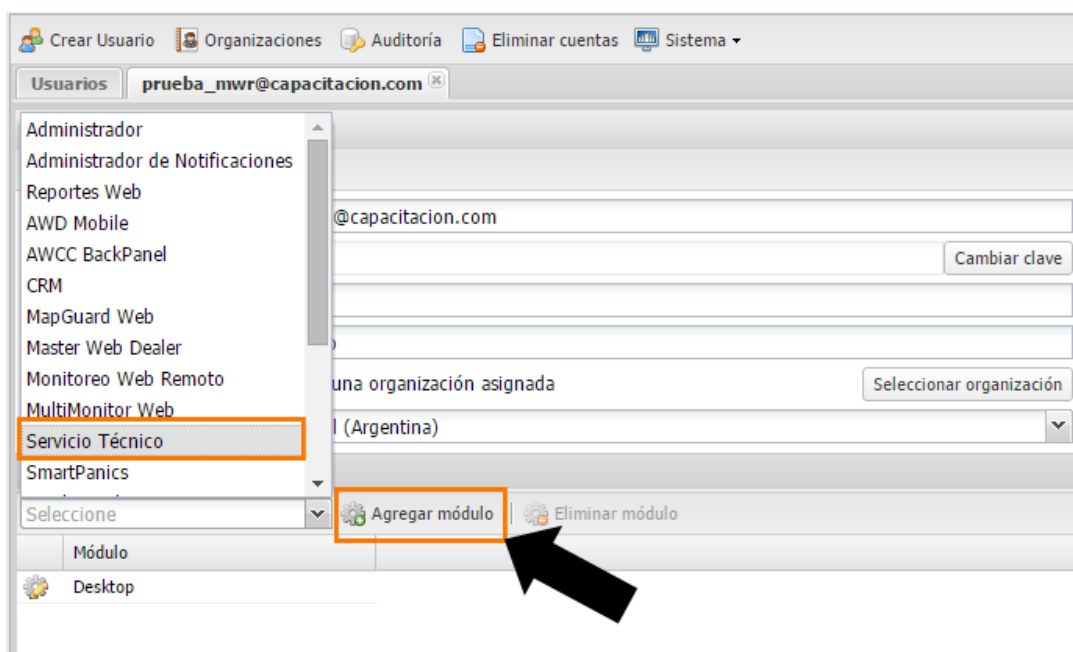 Crear Usuario Organizaciones Auditoría Eliminar cuentas Sistema
Usuarios prueba_mwr@capacitacion.com
Administrador
Administrador de Notificaciones
Reportes Web
AWD Mobile
@capacitacion.com
AWCC BackPanel
Cambiar clave
CRM
MapGuard Web
Master Web Dealer
Monitoreo Web Remoto
una organización asignada
Seleccionar organización
MultiMonitor Web
l (Argentina)
Servicio Técnico
SmartPanics
Seleccione
Agregar módulo
Eliminar módulo
Módulo
Desktop